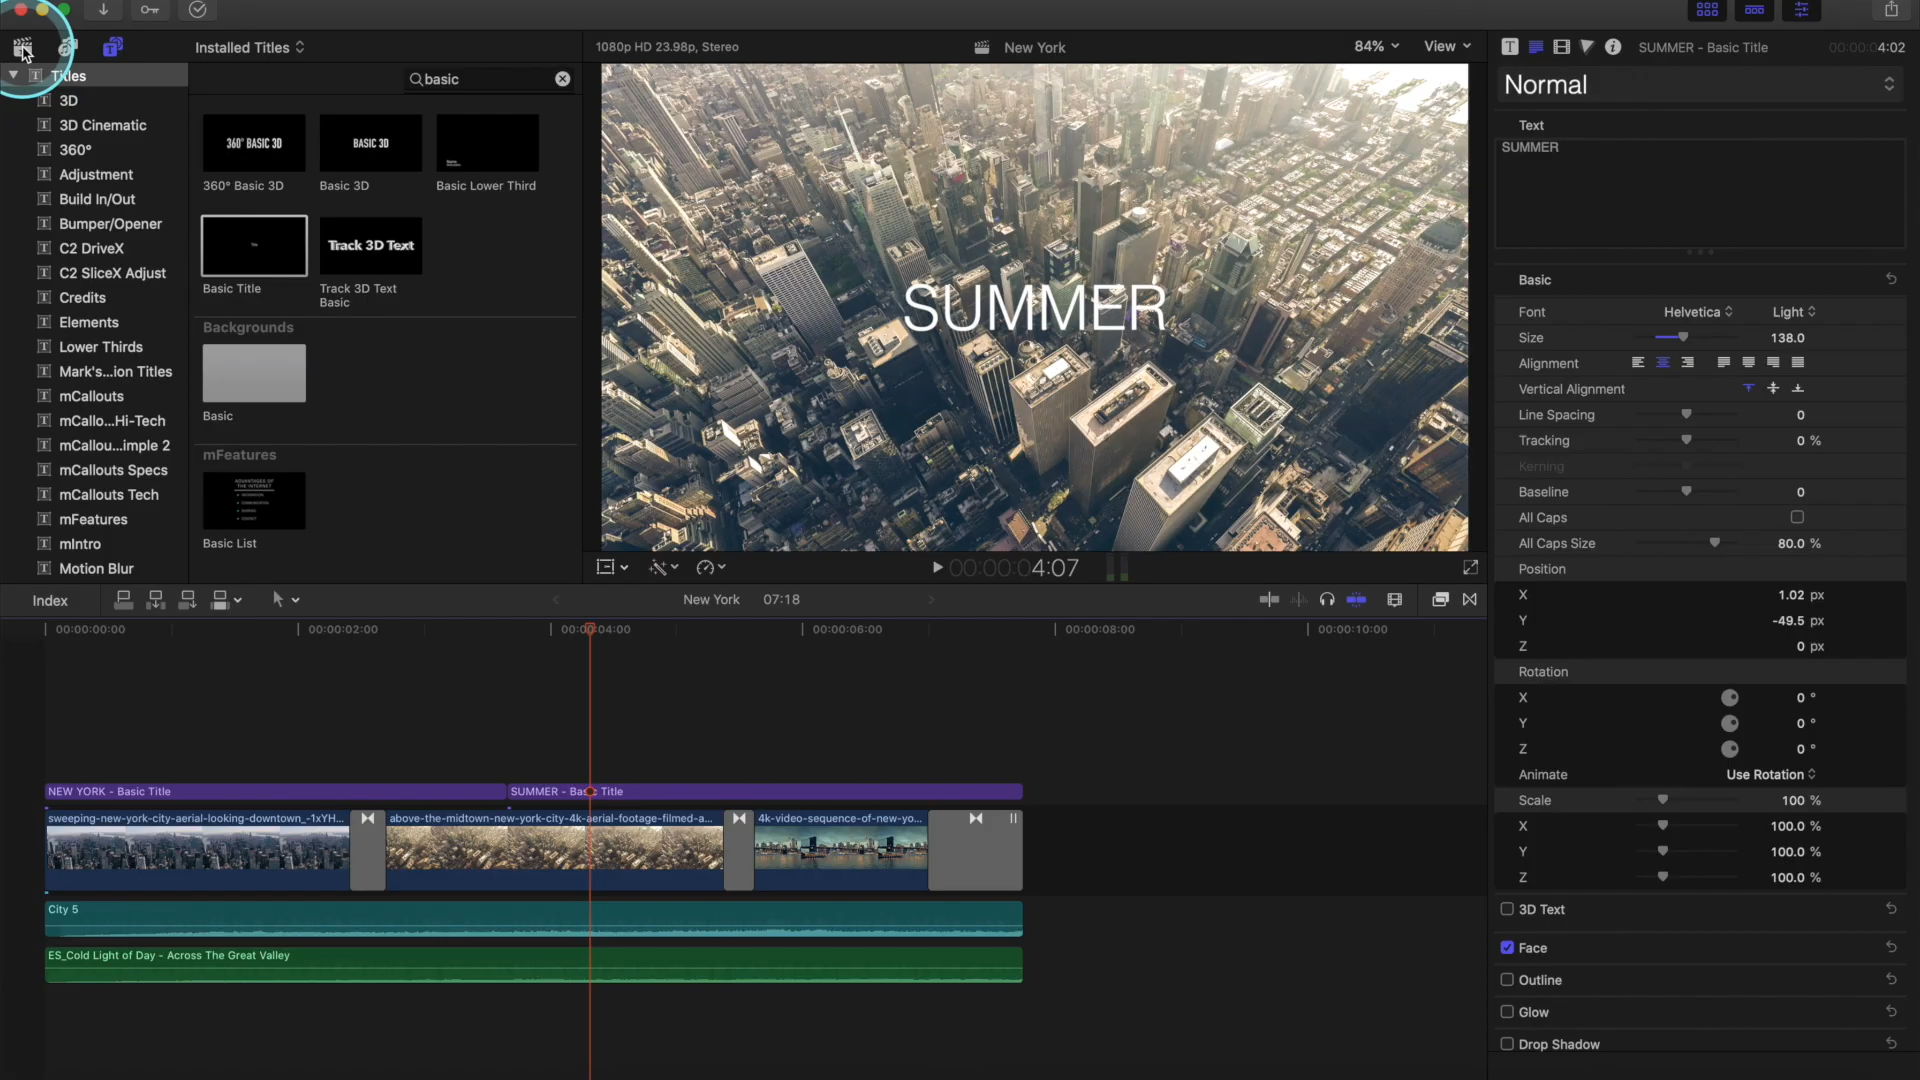 Installed Titles
1080p HD 23.98p, Stereo
New York
84%
View
SUMMER - Basic Title
00:00:04:02
Titles
basic
3D
3D Cinematic
360°
Adjustment
Build In/Out
Bumper/Opener
C2 DriveX
C2 SliceX Adjust
Credits
Elements
Lower Thirds
Mark's...ion Titles
mCallouts
mCallo...Hi-Tech
mCallou...imple 2
mCallouts Specs
mCallouts Tech
mFeatures
mIntro
Motion Blur
360° BASIC 3D
BASIC 3D
360° Basic 3D
Basic 3D
Basic Lower Third
Title
Track 3D Text
Basic Title
Track 3D Text
Basic
Backgrounds
Basic
mFeatures
ADVANTAGES OF
THE INTERNET
Basic List
SUMMER
00:00:04:07
Normal
Text
SUMMER
Basic
Font
Helvetica
Light
Size
138.0
Alignment
Vertical Alignment
Line Spacing
0
Tracking
0 %
Kerning
Baseline
0
All Caps
All Caps Size
80.0 %
Position
X
1.02 px
Y
-49.5 px
Z
0 px
Rotation
X
0 °
Y
0 °
Z
0 °
Animate
Use Rotation
Scale
100 %
X
100.0 %
Y
100.0 %
Z
100.0 %
3D Text
Face
Outline
Glow
Drop Shadow
Index
New York
07:18
00:00:00:00
00:00:02:00
00:00:04:00
00:00:06:00
00:00:08:00
00:00:10:00
NEW YORK - Basic Title
SUMMER - Basic Title
sweeping-new-york-city-aerial-looking-downtown_-1xYH...
above-the-midtown-new-york-city-4k-aerial-footage-filmed-a...
4k-video-sequence-of-new-yo...
City 5
ES_Cold Light of Day - Across The Great Valley